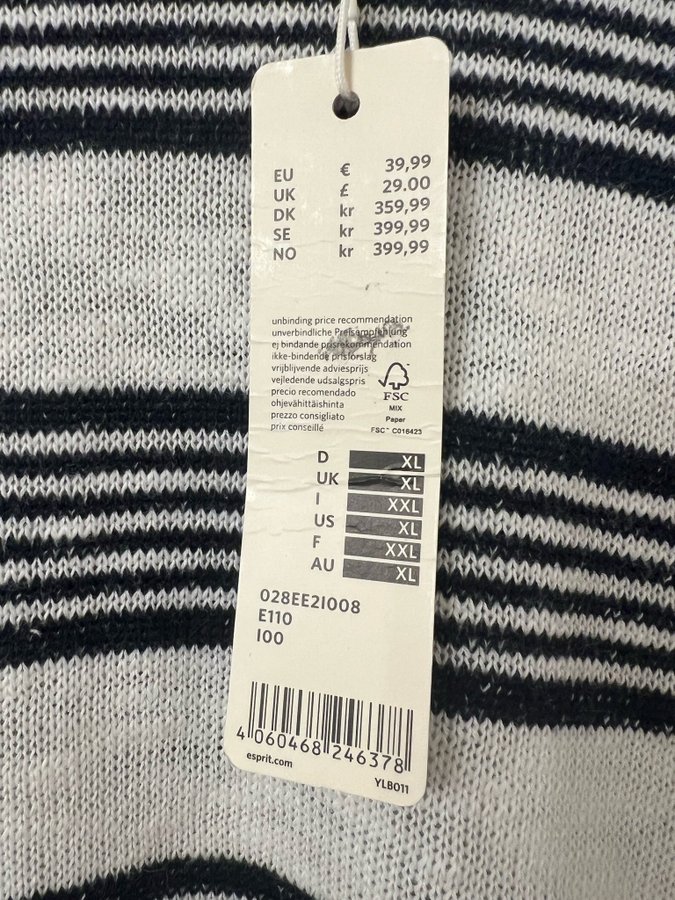 EU € 39,99
UK £ 29.00
DK kr 359,99
SE kr 399,99
NO kr 399,99
unbinding price recommendation
unverbindliche Preisempfehlung
ej bindande prisrekommendation
ikke-bindende prisforslag
vrijblijvende adviesprijs
vejledende udsalgspris
precio recomendado
ohjevähittäishinta
prezzo consigliato
prix conseillé
FSC
MIX
Paper
FSC™ C016423
D XL
UK XL
I XXL
US XL
F XXL
AU XL
028EE2I008
E110
100
4 060468 246378
esprit.com
YLB011